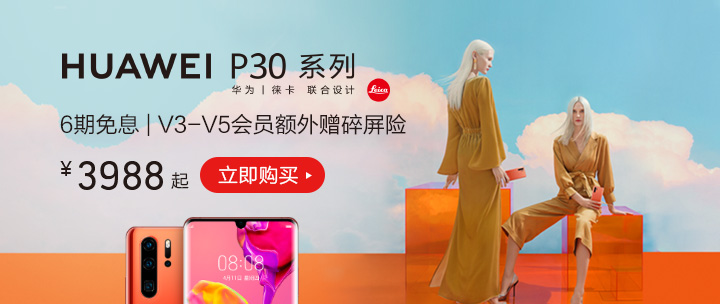 HUAWEI P30 系列
华为 | 徕卡 联合设计
Leica
6期免息 | V3-V5会员额外赠碎屏险
¥3988起
立即购买
08:08